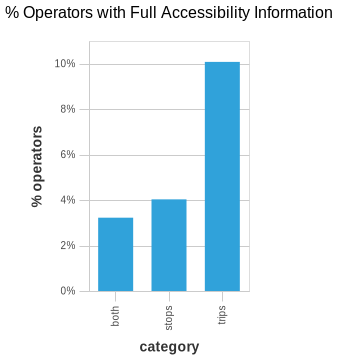 % Operators with Full Accessibility Information
% operators
10%
8%
6%
4%
2%
0%
both
stops
trips
category